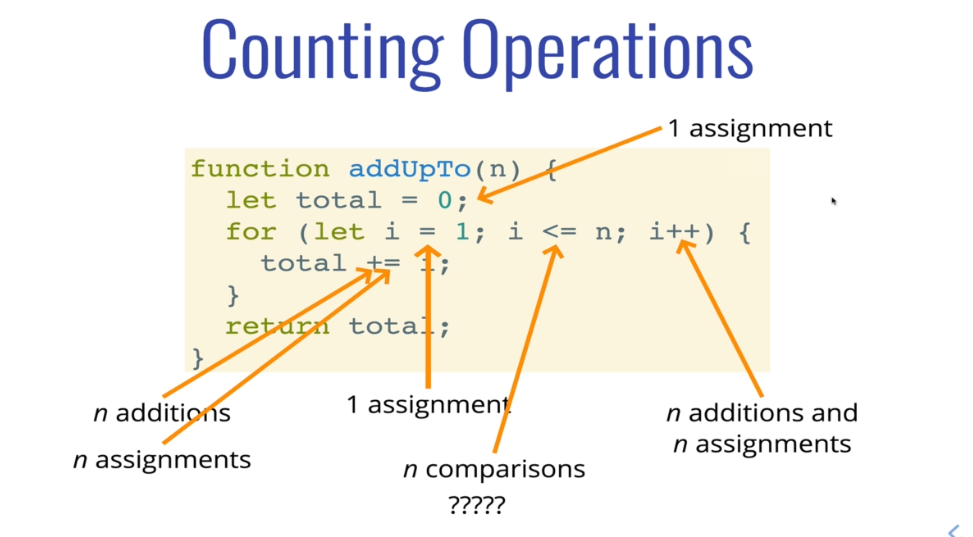 Counting Operations
1 assignment
function addUpTo(n) {
let total = 0;
for (let i = 1; i <= n; i++) {
total += i;
}
return total;
}
n additions
n assignments
1 assignment
n comparisons
?????
n additions and
n assignments